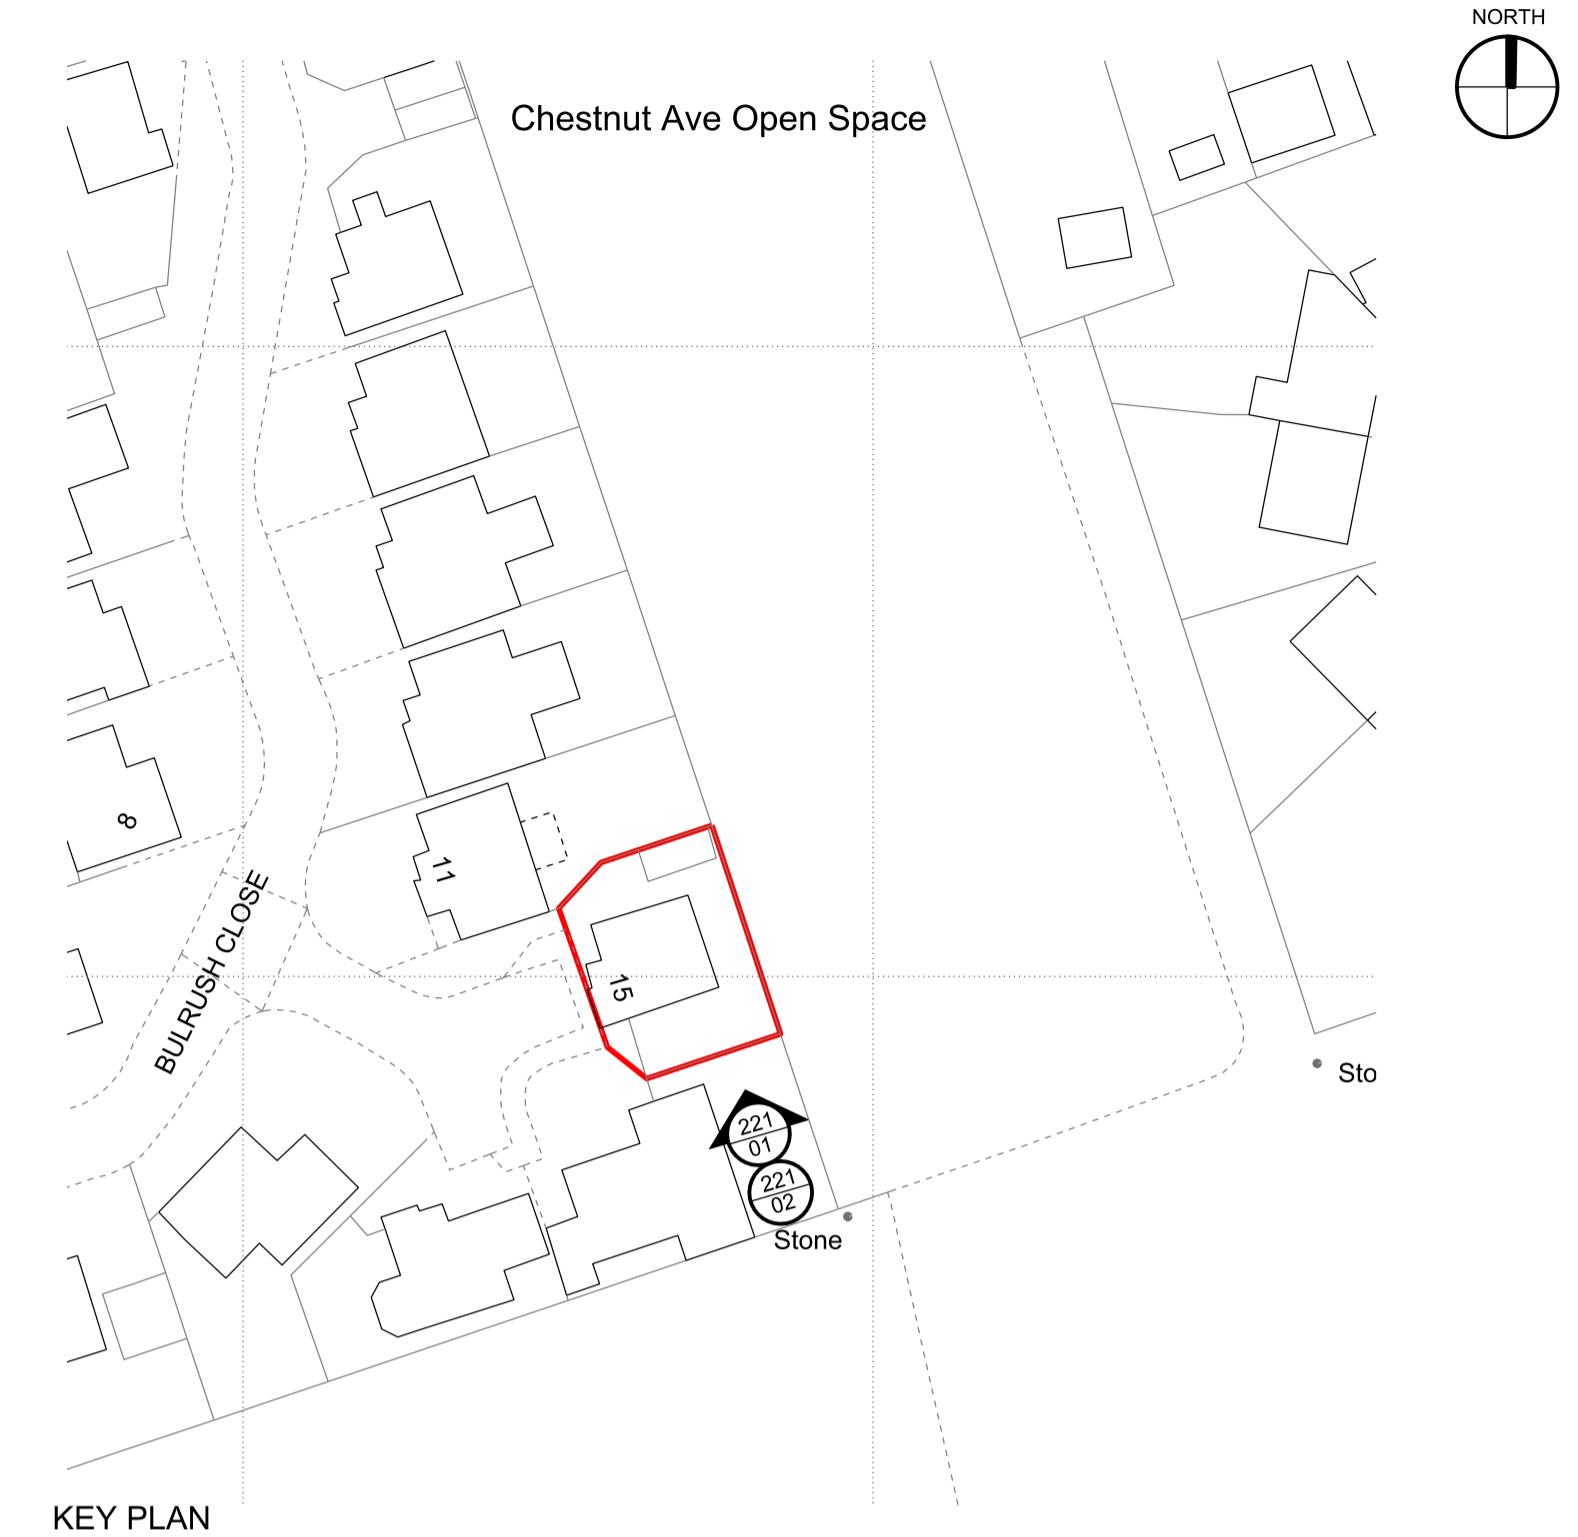 NORTH
Chestnut Ave Open Space
8
11
BULRUSH CLOSE
15
Sto
221
01
221
02
Stone
KEY PLAN